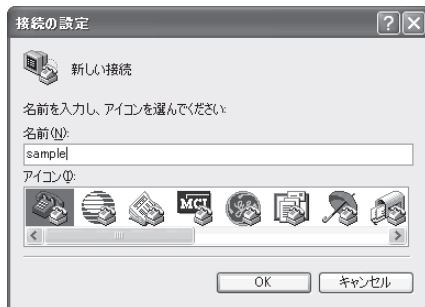 接続の設定
新しい接続
名前を入力し、アイコンを選んでください:
名前(N):
sample
アイコン(I):
MCI
OK
キャンセル